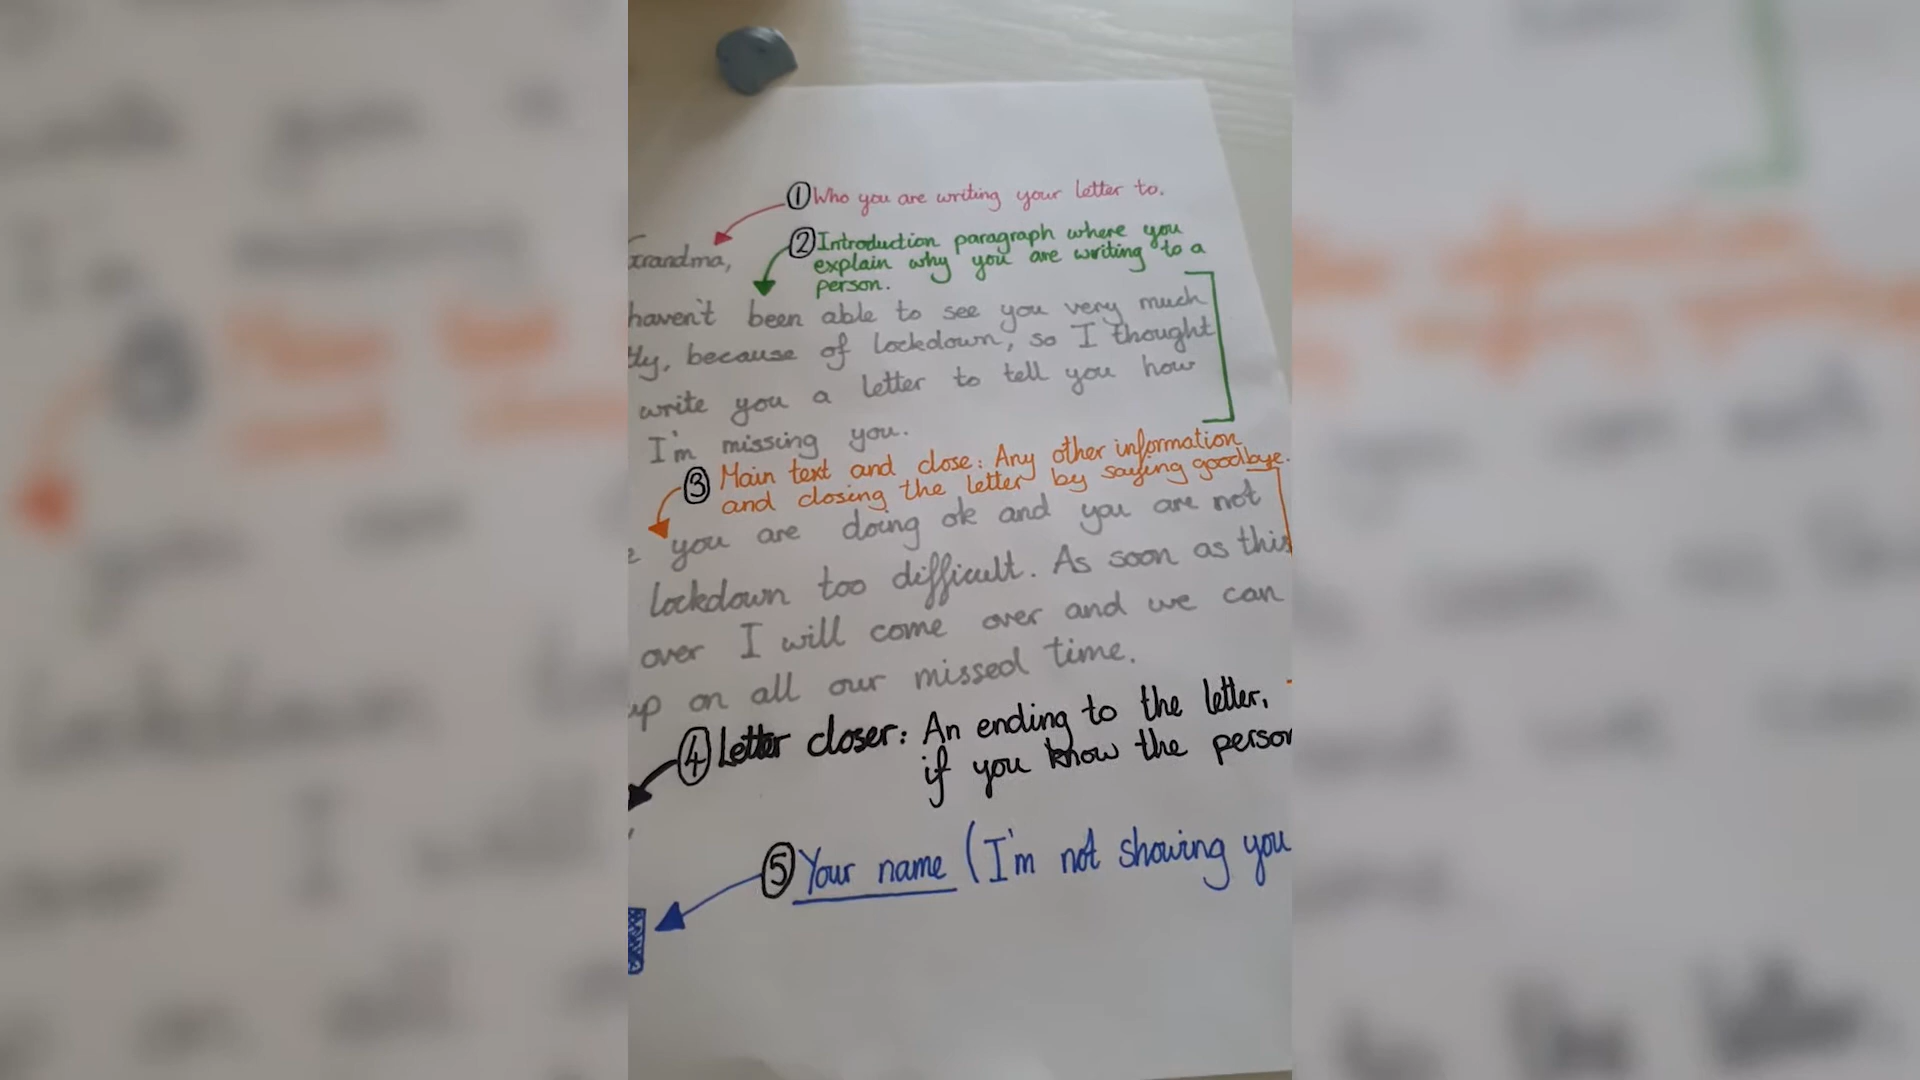 ① Who you are writing your letter to.
Grandma,
② Introduction paragraph where you
explain why you are writing to a
person.
haven't been able to see you very much
tly, because of lockdown, so I thought
write you a letter to tell you how
I'm missing you.
③ Main text and close: Any other information
and closing the letter by saying goodbye.
e you are doing ok and you are not
lockdown too difficult. As soon as this
over I will come over and we can
up on all our missed time.
④ Letter closer: An ending to the letter,
if you know the person
⑤ Your name (I'm not showing you